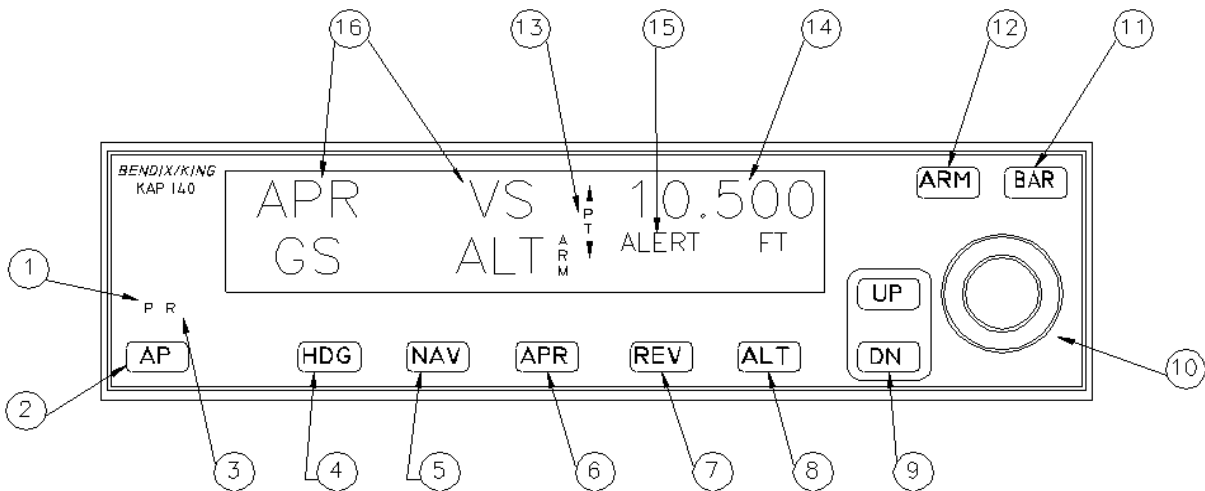 16 13 15 14 12 11
BENDIX/KING
KAP 140
APR VS P T 10.500
GS ALT ARM ALERT FT
ARM BAR
1
P R
UP
AP HDG NAV APR REV ALT DN
10
2
3 4 5 6 7 8 9